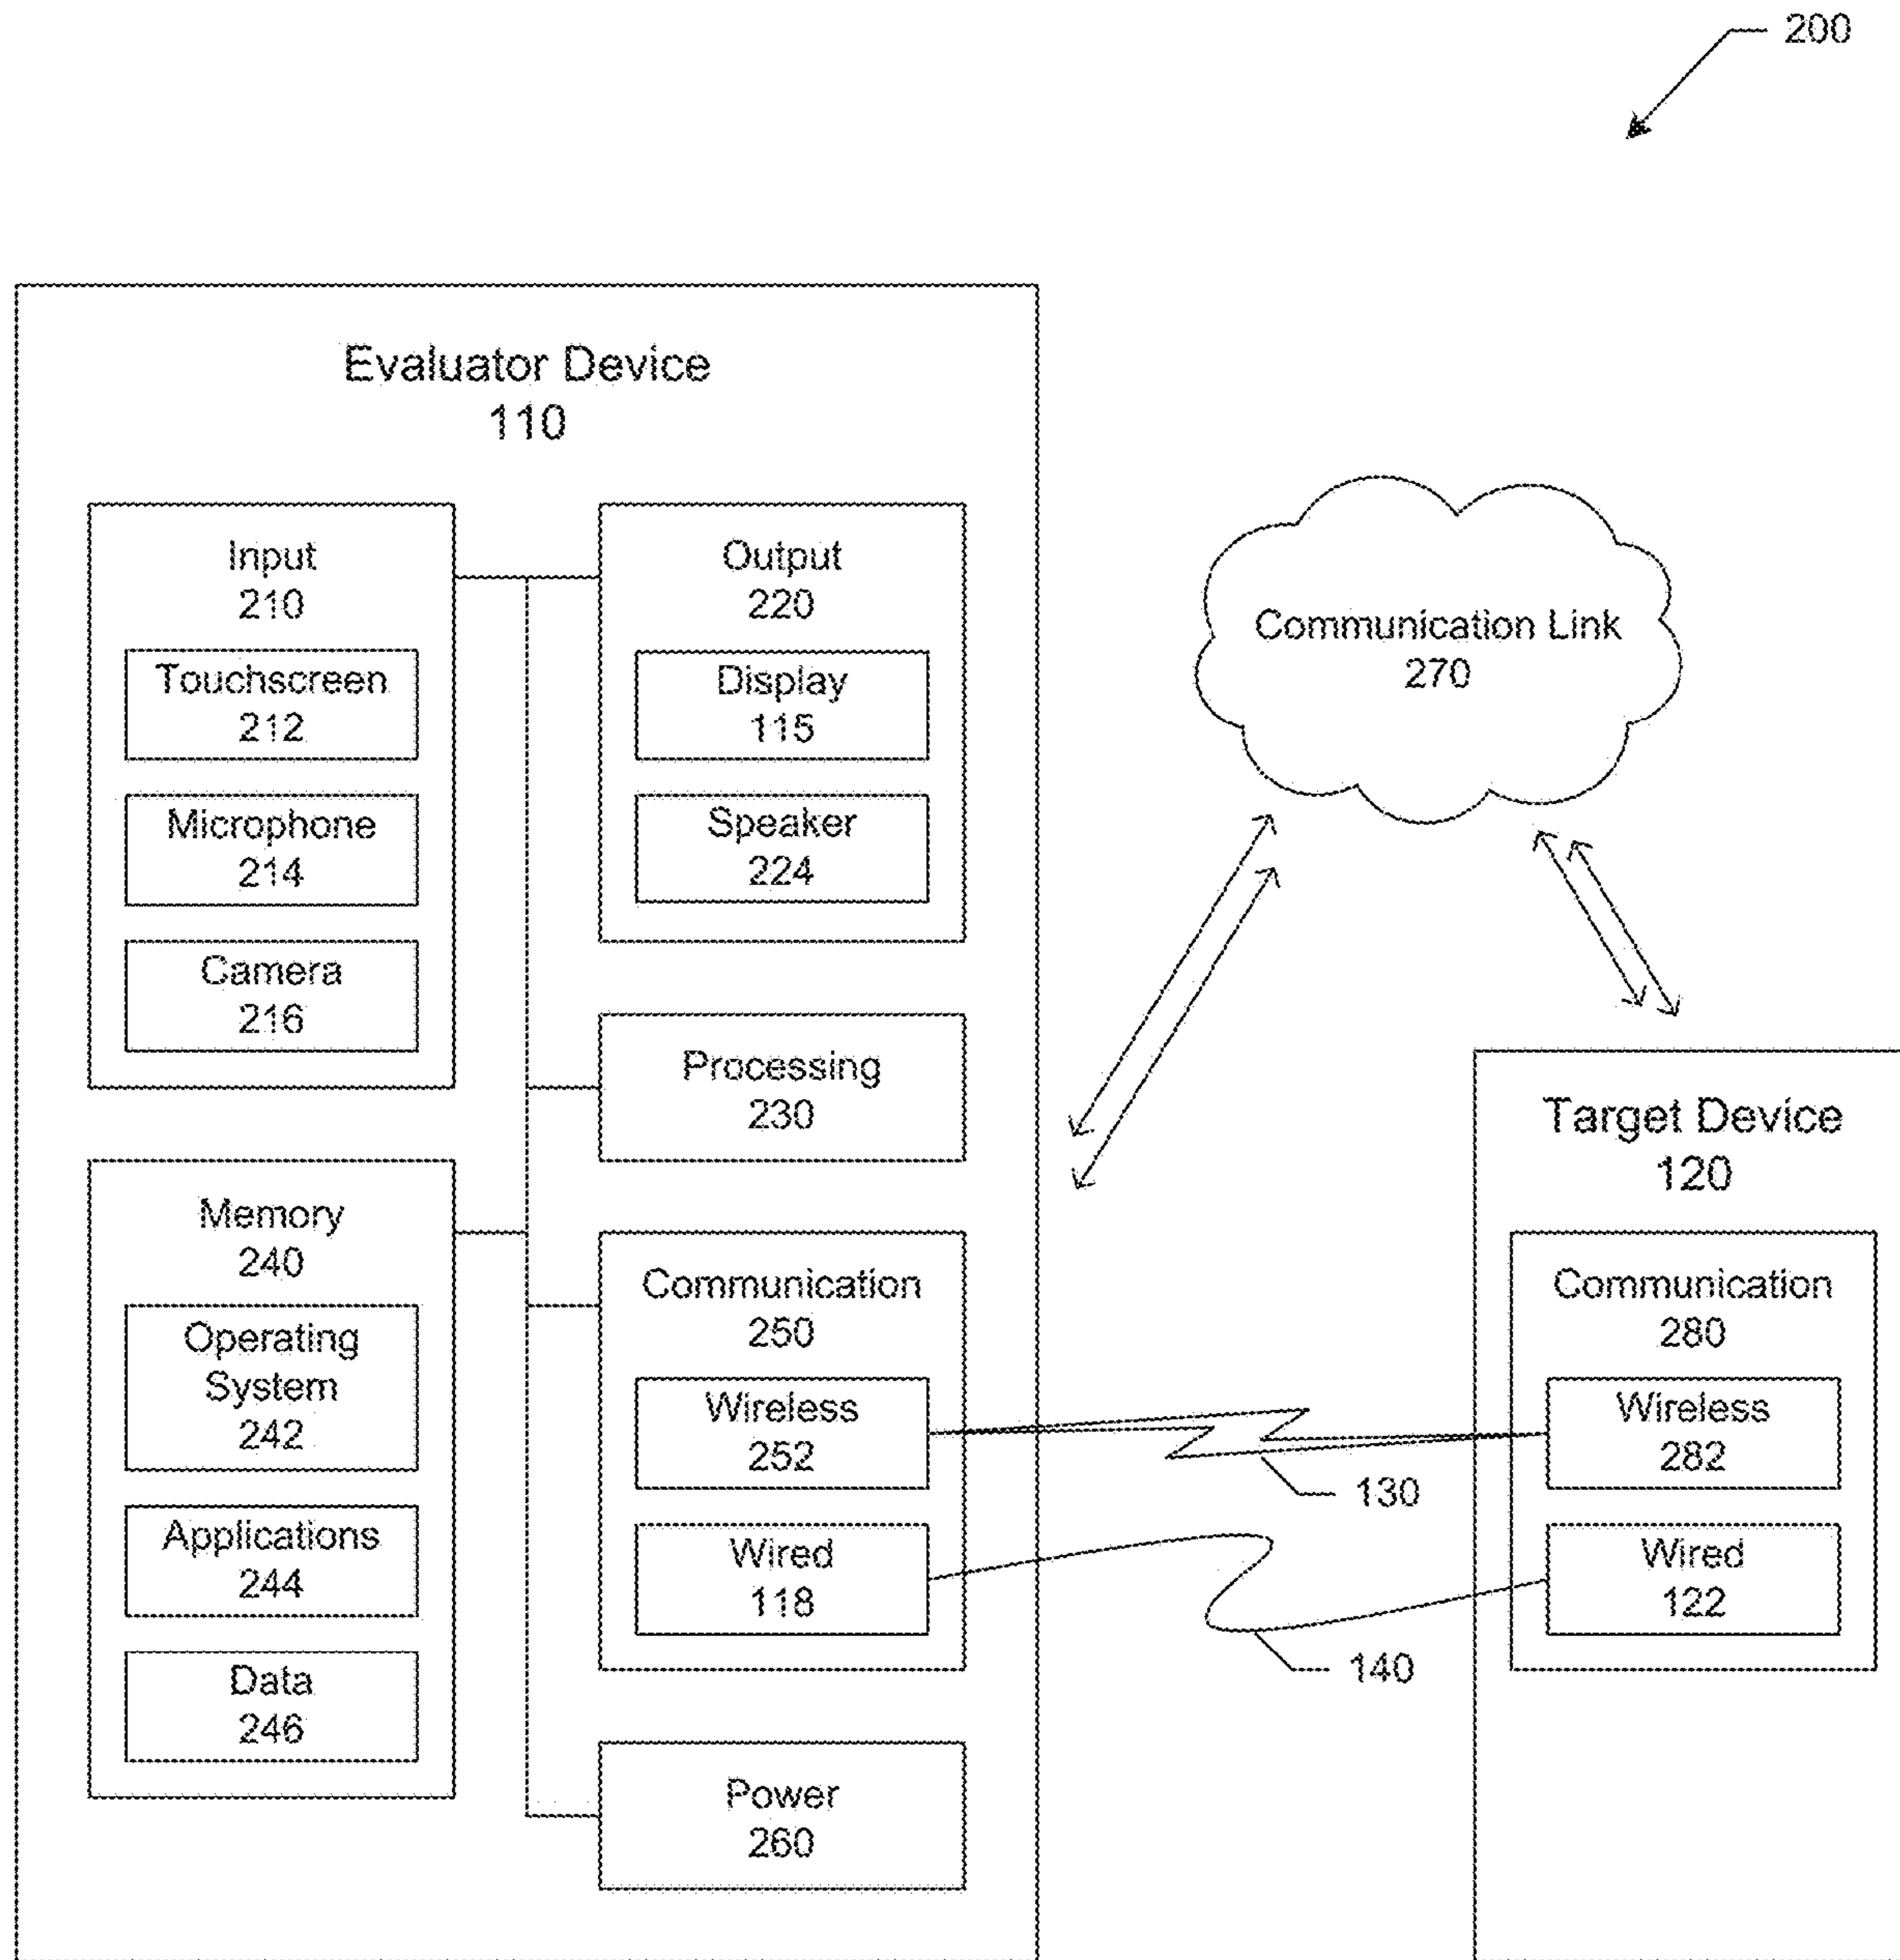 200
Evaluator Device
110
Input
210
Touchscreen
212
Microphone
214
Camera
216
Output
220
Display
115
Speaker
224
Processing
230
Memory
240
Operating
System
242
Applications
244
Data
246
Communication
250
Wireless
252
Wired
118
Power
260
Communication Link
270
130
140
Target Device
120
Communication
280
Wireless
282
Wired
122